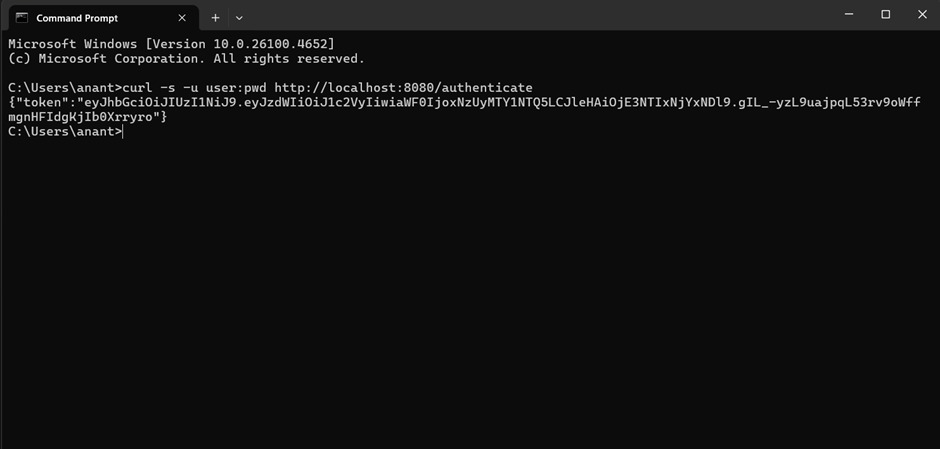 Command Prompt
Microsoft Windows [Version 10.0.26100.4652]
(c) Microsoft Corporation. All rights reserved.
C:\Users\anant>curl -s -u user:pwd http://localhost:8080/authenticate
{"token":"eyJhbGciOiJIUzI1NiJ9.eyJzdWIiOiJ1c2VyIiwiaWF0IjoxNzUyMTY1NTQ5LCJleHAiOjE3NTIxNjYxNDl9.gIL_-yzL9uajpqL53rv9oWff
mgnHFIdgKjIb0Xrryro"}
C:\Users\anant>